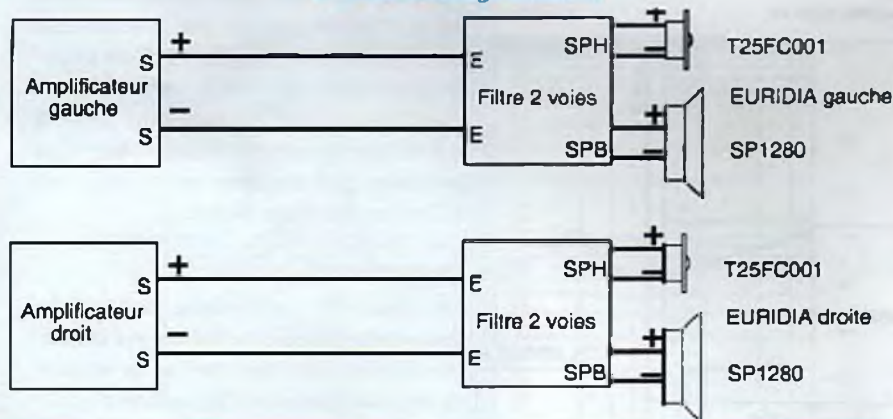 S + E SPH + T25FC001
Amplificateur gauche
Filtre 2 voies
EURIDIA gauche
S − E SPB + − SP1280
S + E SPH + − T25FC001
Amplificateur droit
Filtre 2 voies
EURIDIA droite
S − E SPB + − SP1280